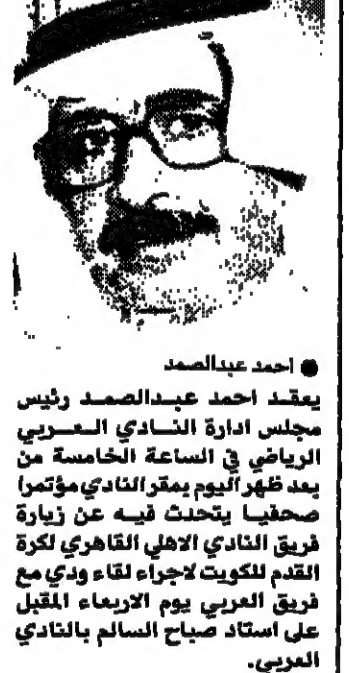 ● احمد عبدالصمد
يعقد احمد عبدالصمد رئيس
مجلس ادارة النادي العربي
الرياضي في الساعة الخامسة من
بعد ظهر اليوم بمقر النادي مؤتمرا
صحفيا يتحدث فيه عن زيارة
فريق النادي الاهلي القاهري لكرة
القدم للكويت لاجراء لقاء ودي مع
فريق العربي يوم الاربعاء المقبل
على استاد صباح السالم بالنادي
العربي.